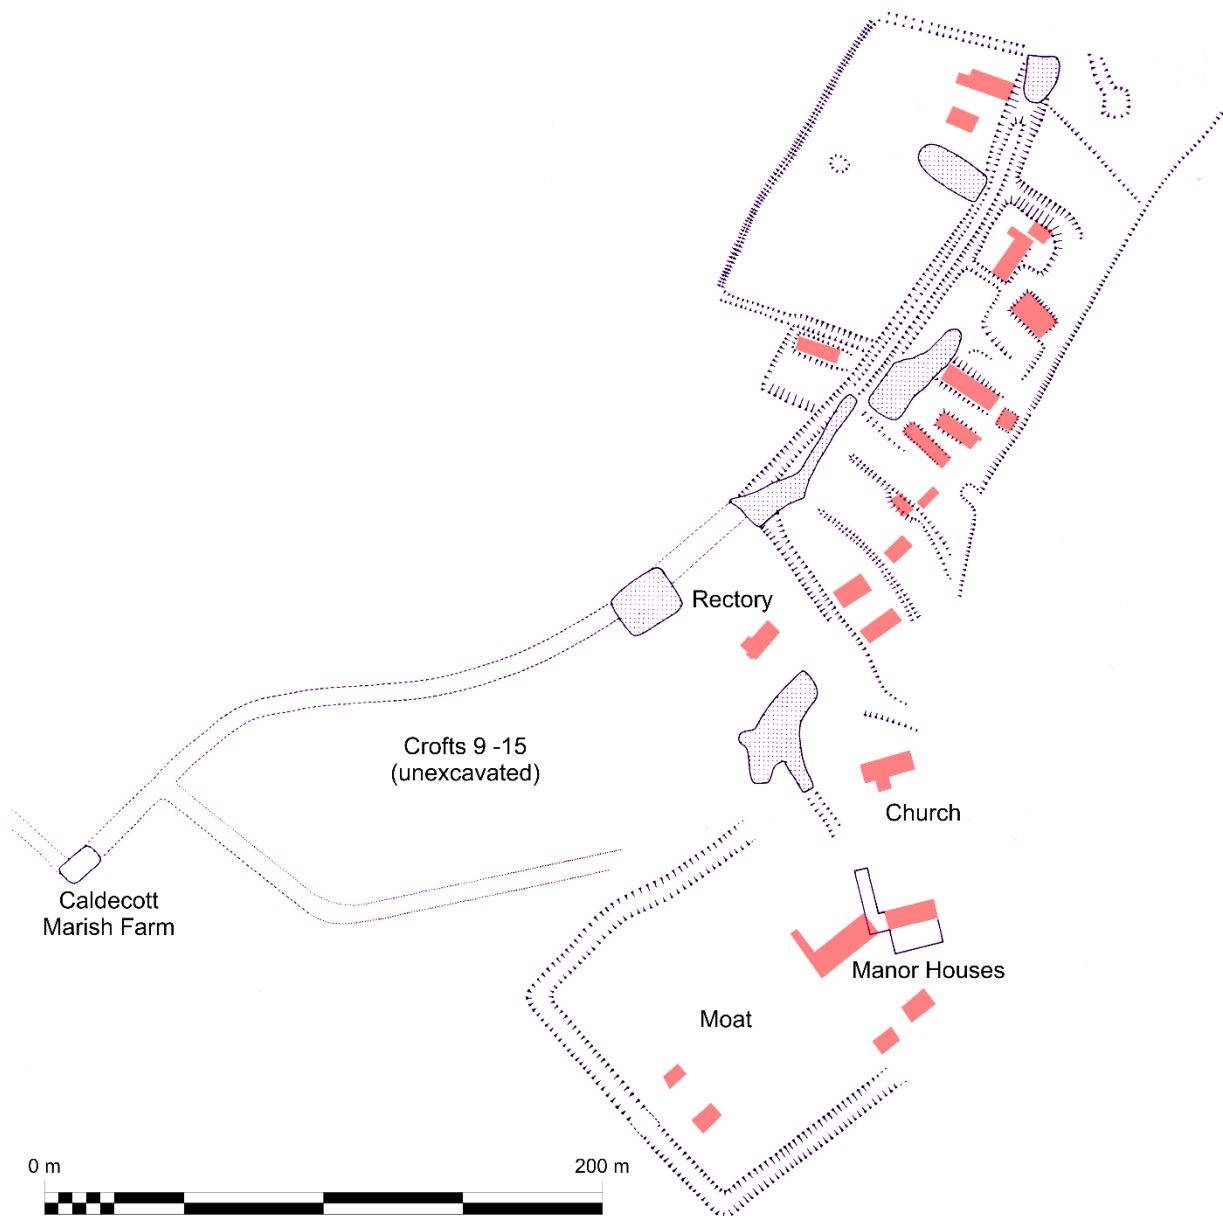 Rectory
Crofts 9 -15
(unexcavated)
Church
Caldecott
Marish Farm
Manor Houses
Moat
0 m
200 m